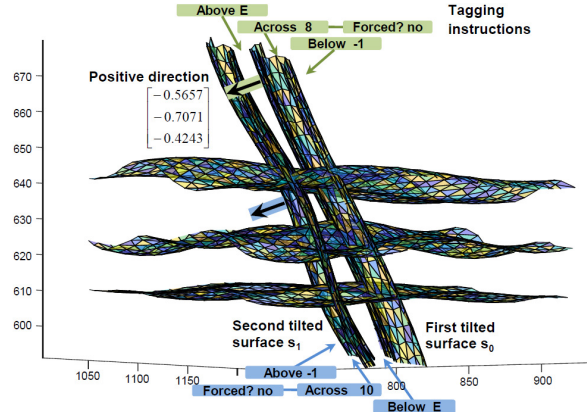 Above E
Across 8
Forced? no
Below -1
Tagging
instructions
Positive direction
-0.5657
-0.7071
-0.4243
670
660
650
640
630
620
610
600
Second tilted
surface s1
First tilted
surface s0
1050
1100
1150
800
850
900
Above -1
Forced? no
Across 10
Below E